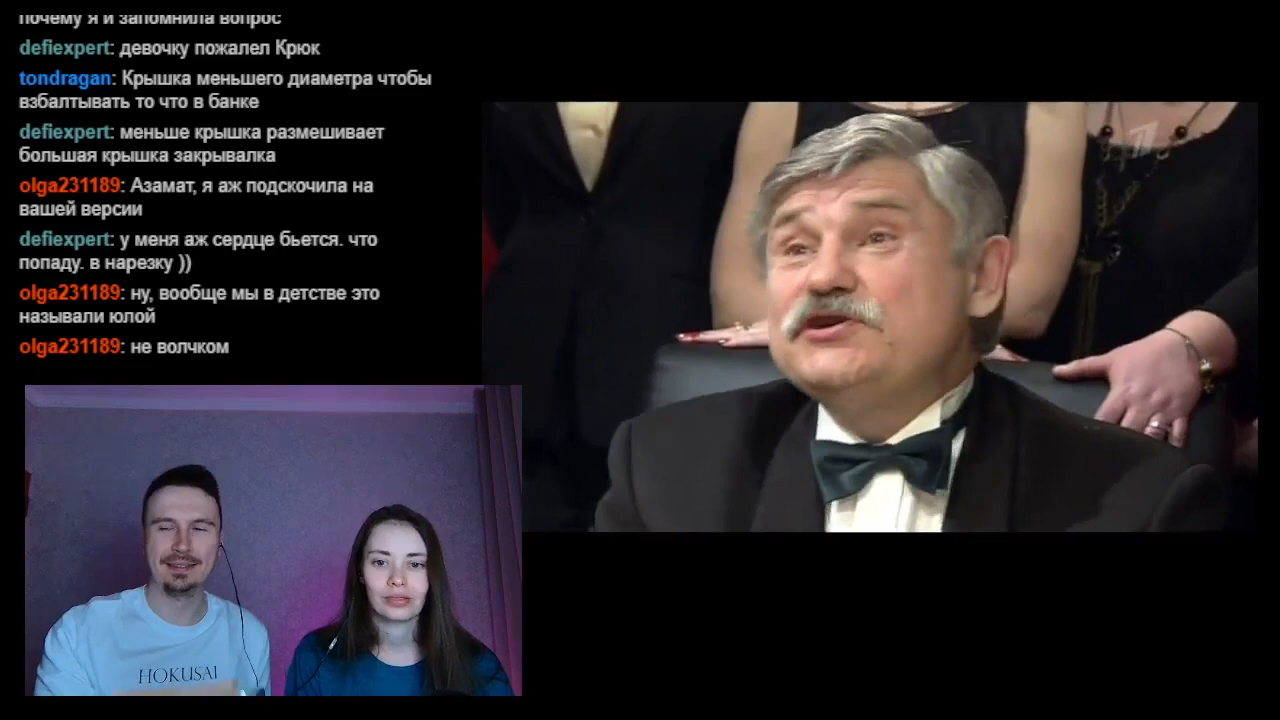 почему я и запомнила вопрос
defiexpert: девочку пожалел Крюк
tondragan: Крышка меньшего диаметра чтобы
взбалтывать то что в банке
defiexpert: меньше крышка размешивает
большая крышка закрывалка
olga231189: Азамат, я аж подскочила на
вашей версии
defiexpert: у меня аж сердце бьется. что
попаду. в нарезку ))
olga231189: ну, вообще мы в детстве это
называли юлой
olga231189: не волчком
HOKUSAI